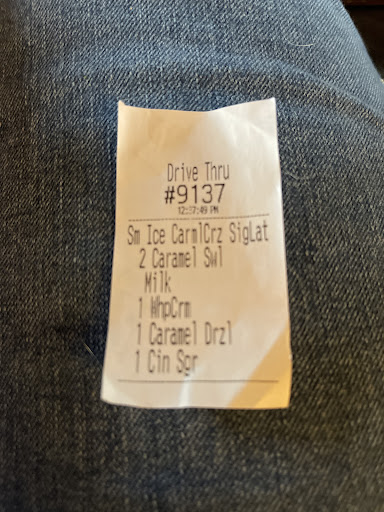 Drive Thru
#9137
12:37:49 PM
Sm Ice CarmlCrz SigLat
2 Caramel Swl
Milk
1 WhpCrm
1 Caramel Drzl
1 Cin Sgr